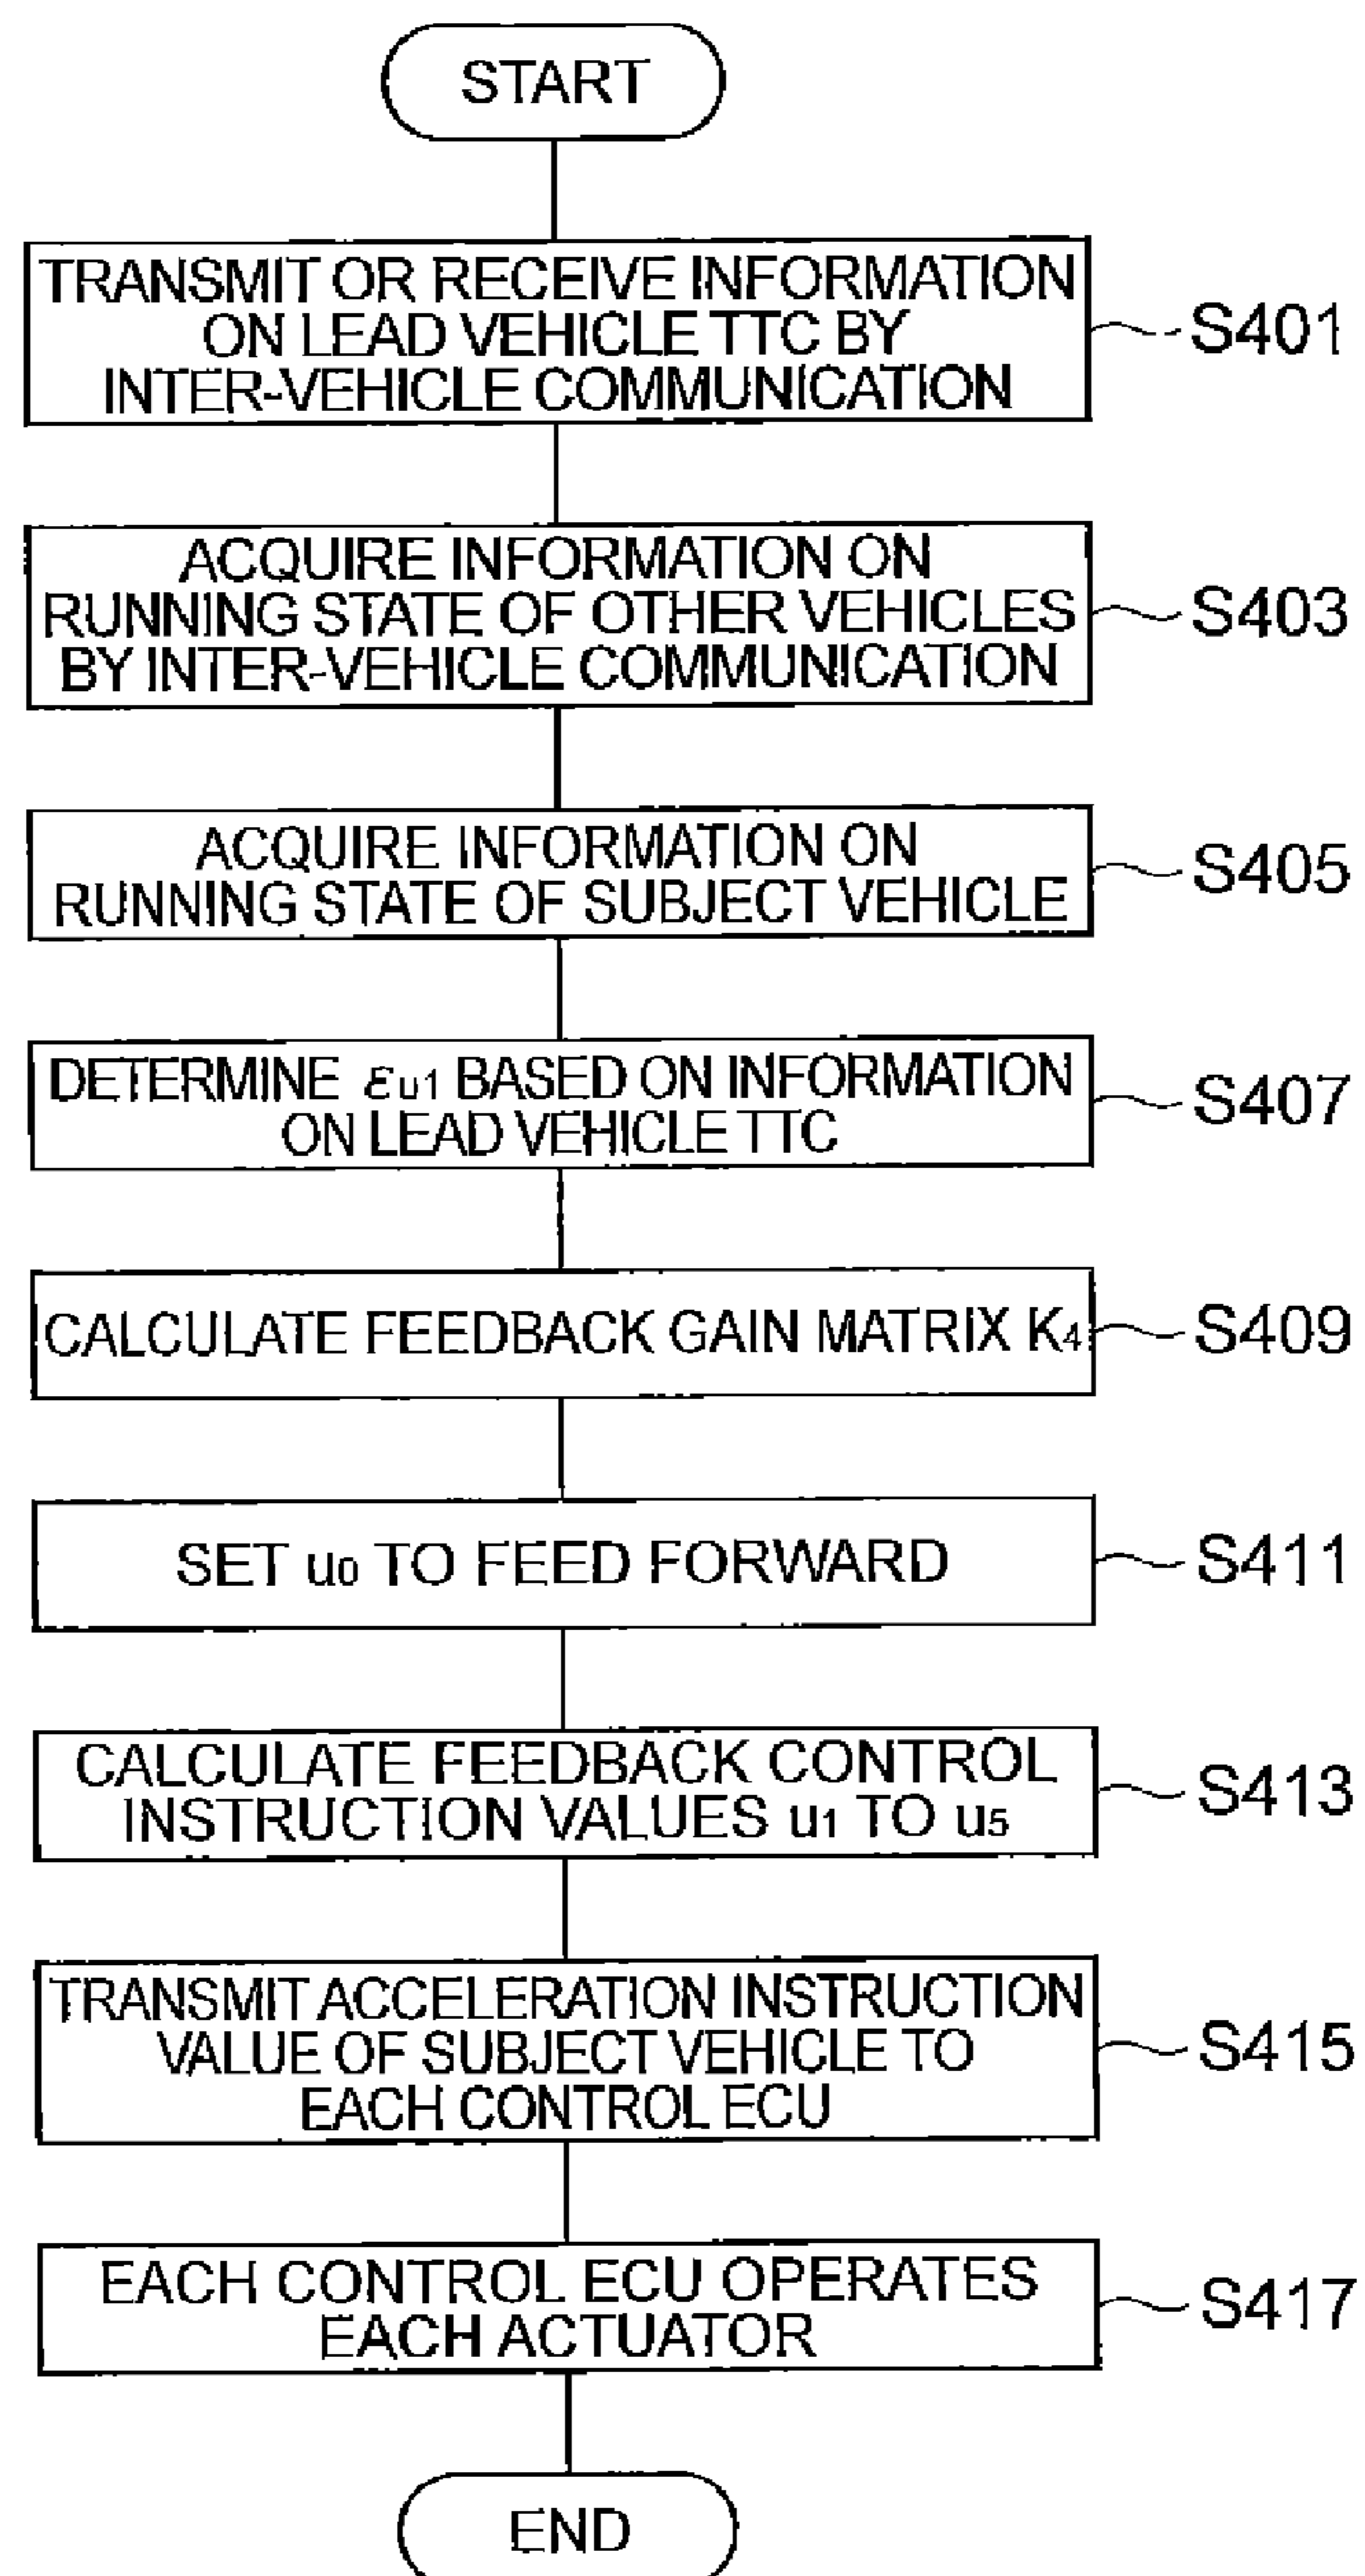 START
TRANSMIT OR RECEIVE INFORMATION
ON LEAD VEHICLE TTC BY
INTER-VEHICLE COMMUNICATION
S401
ACQUIRE INFORMATION ON
RUNNING STATE OF OTHER VEHICLES
BY INTER-VEHICLE COMMUNICATION
S403
ACQUIRE INFORMATION ON
RUNNING STATE OF SUBJECT VEHICLE
S405
DETERMINE εu1 BASED ON INFORMATION
ON LEAD VEHICLE TTC
S407
CALCULATE FEEDBACK GAIN MATRIX K4
S409
SET u0 TO FEED FORWARD
S411
CALCULATE FEEDBACK CONTROL
INSTRUCTION VALUES u1 TO u5
S413
TRANSMIT ACCELERATION INSTRUCTION
VALUE OF SUBJECT VEHICLE TO
EACH CONTROL ECU
S415
EACH CONTROL ECU OPERATES
EACH ACTUATOR
S417
END